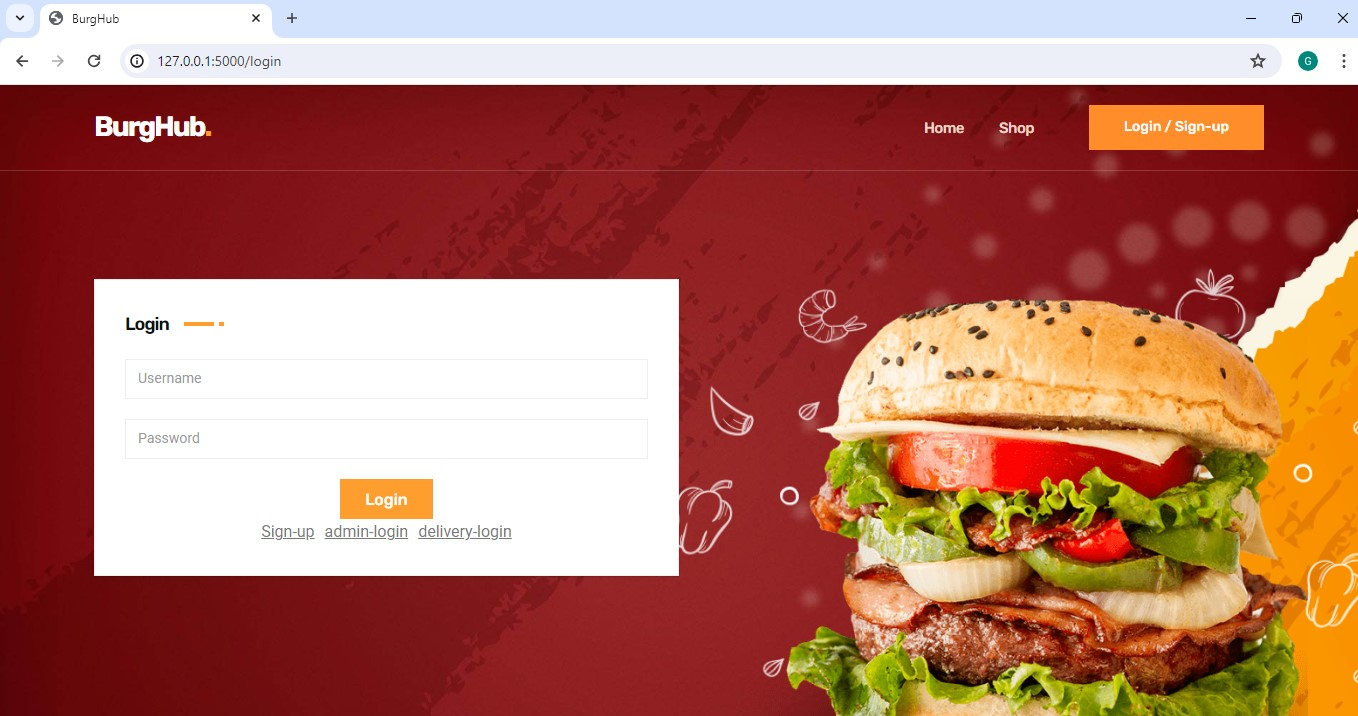 BurgHub
127.0.0.1:5000/login
G
BurgHub.
Home Shop Login / Sign-up
Login
Username
Password
Login
Sign-up admin-login delivery-login